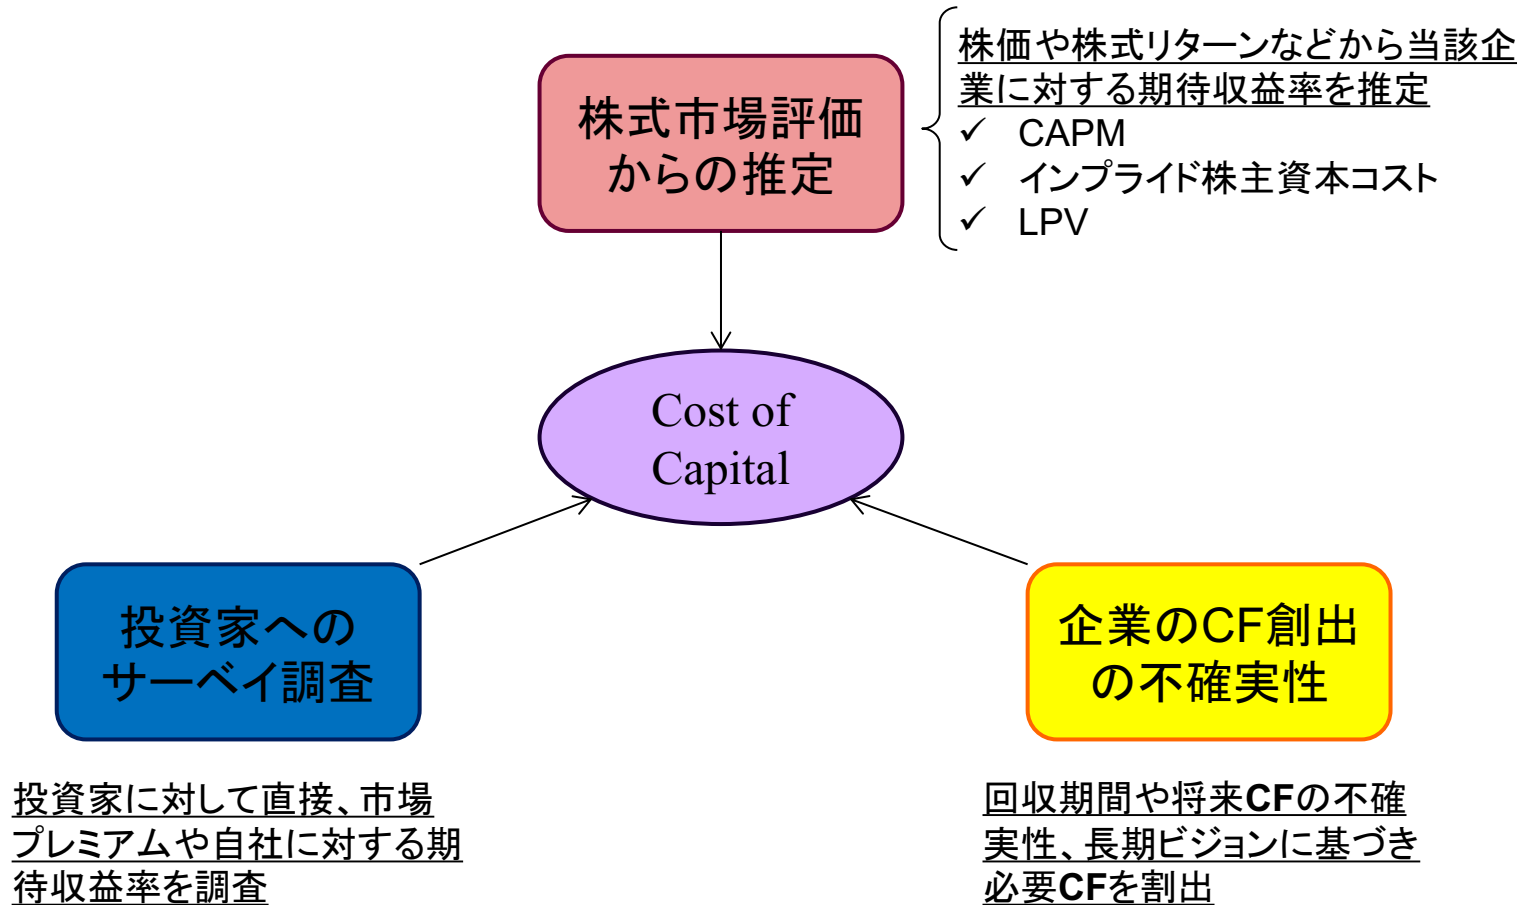 株価や株式リターンなどから当該企
業に対する期待収益率を推定
✓ CAPM
✓ インプライド株主資本コスト
✓ LPV
株式市場評価
からの推定
Cost of
Capital
投資家への
サーベイ調査
企業のCF創出
の不確実性
投資家に対して直接、市場
プレミアムや自社に対する期
待収益率を調査
回収期間や将来CFの不確
実性、長期ビジョンに基づき
必要CFを割出